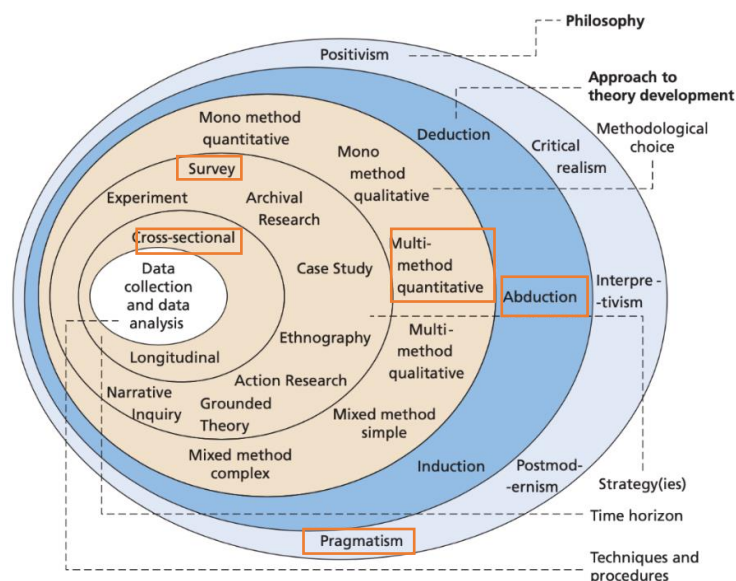 Philosophy
Positivism
Approach to
theory development
Mono method
quantitative
Deduction
Methodological
choice
Critical
realism
Mono
method
qualitative
Survey
Experiment
Archival
Research
Cross-sectional
Multi-
method
quantitative
Data
collection
and data
analysis
Case Study
Abduction
Interpre-
-tivism
Ethnography
Multi-
method
qualitative
Longitudinal
Action Research
Narrative
Inquiry
Grounded
Theory
Mixed method
simple
Mixed method
complex
Induction
Postmod-
-ernism
Strategy(ies)
Time horizon
Pragmatism
Techniques and
procedures